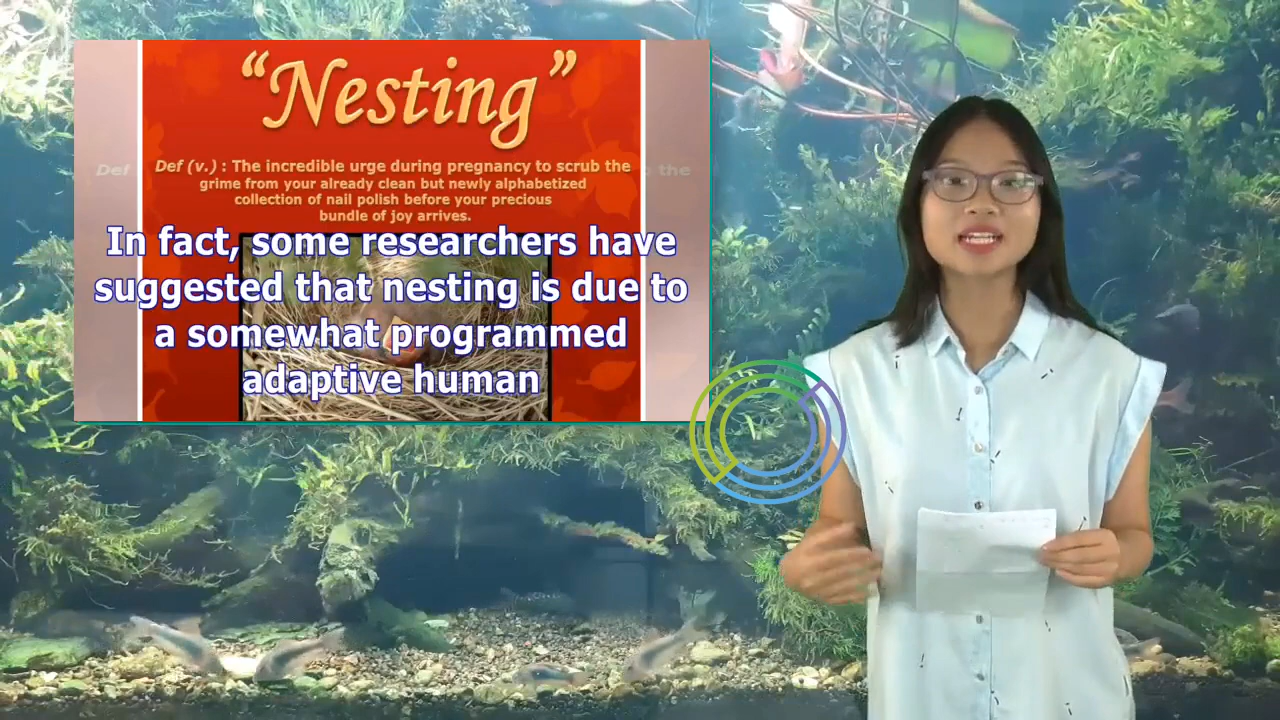 “Nesting”
Def (v.) : The incredible urge during pregnancy to scrub the
grime from your already clean but newly alphabetized
collection of nail polish before your precious
bundle of joy arrives.
In fact, some researchers have
suggested that nesting is due to
a somewhat programmed
adaptive human